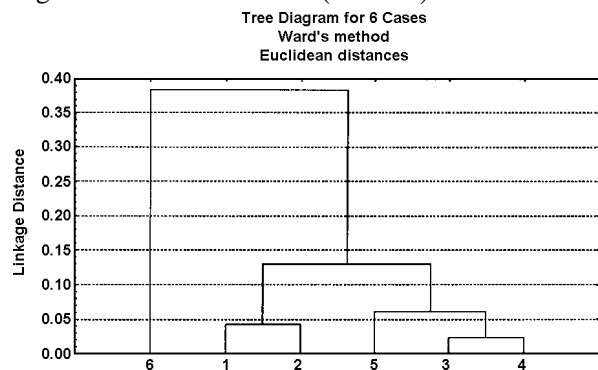 Tree Diagram for 6 Cases
Ward's method
Euclidean distances
Linkage Distance
0.40
0.35
0.30
0.25
0.20
0.15
0.10
0.05
0.00
6 1 2 5 3 4